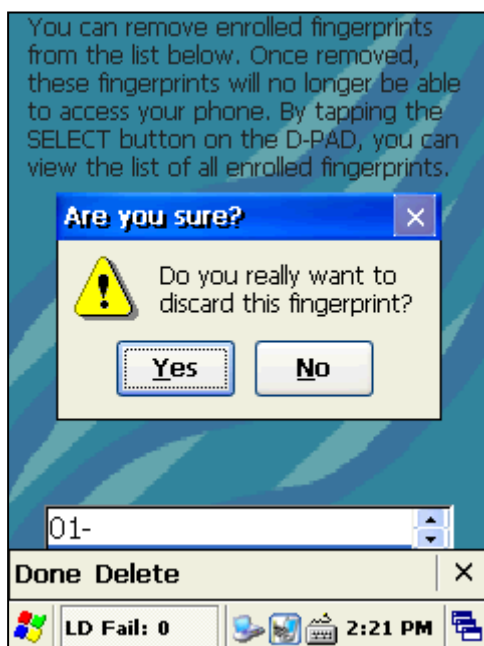 You can remove enrolled fingerprints
from the list below. Once removed,
these fingerprints will no longer be able
to access your phone. By tapping the
SELECT button on the D-PAD, you can
view the list of all enrolled fingerprints.
Are you sure?
Do you really want to
discard this fingerprint?
Yes No
01-
Done Delete
LD Fail: 0 2:21 PM